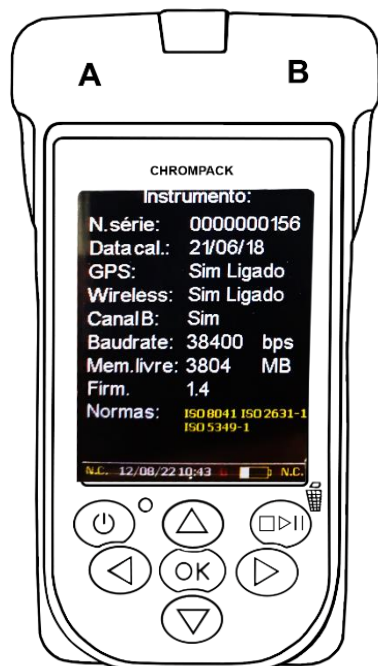 A B
CHROMPACK
Instrumento:
N.série: 0000000156
Data cal.: 21/06/18
GPS: Sim Ligado
Wireless: Sim Ligado
Canal B: Sim
Baudrate: 38400 bps
Mem.livre: 3804 MB
Firm. 1.4
Normas: ISO 8041 ISO 2631-1
ISO 5349-1
N.C. 12/08/22 10:43 N.C.
OK